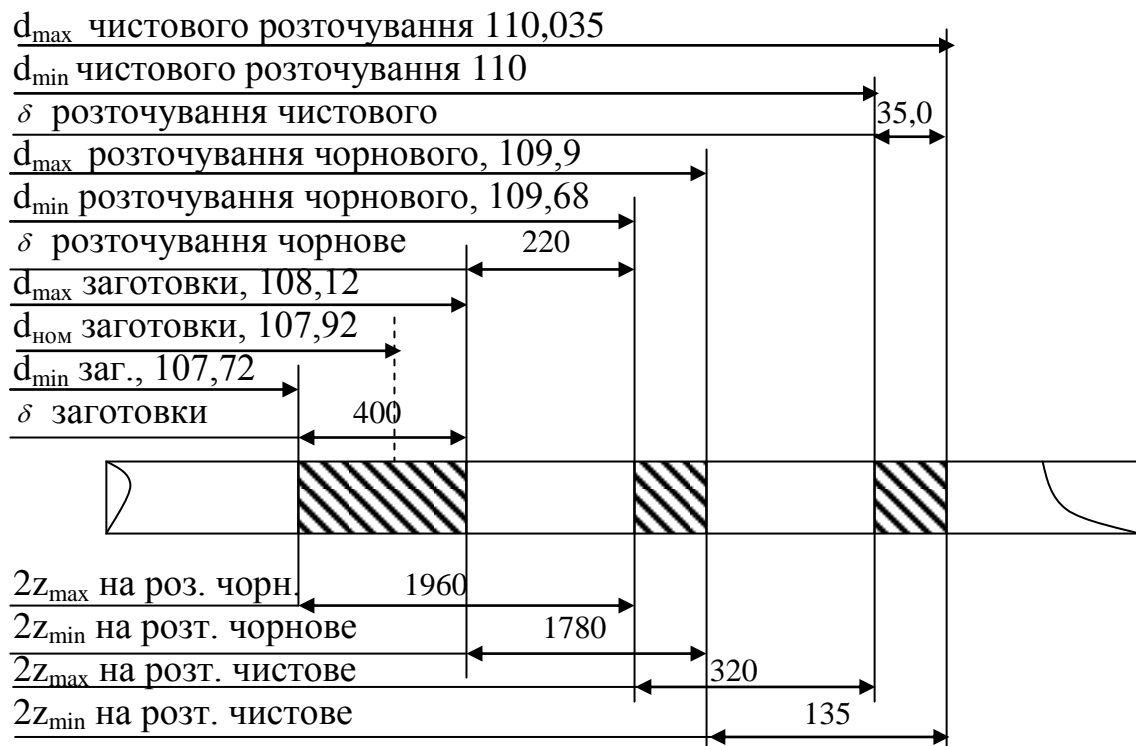 dmax чистового розточування 110,035
dmin чистового розточування 110
δ розточування чистового 35,0
dmax розточування чорнового, 109,9
dmin розточування чорнового, 109,68
δ розточування чорнове 220
dmax заготовки, 108,12
dном заготовки, 107,92
dmin заг., 107,72
δ заготовки 400
2zmax на роз. чорн. 1960
2zmin на розт. чорнове 1780
2zmax на розт. чистове 320
2zmin на розт. чистове 135